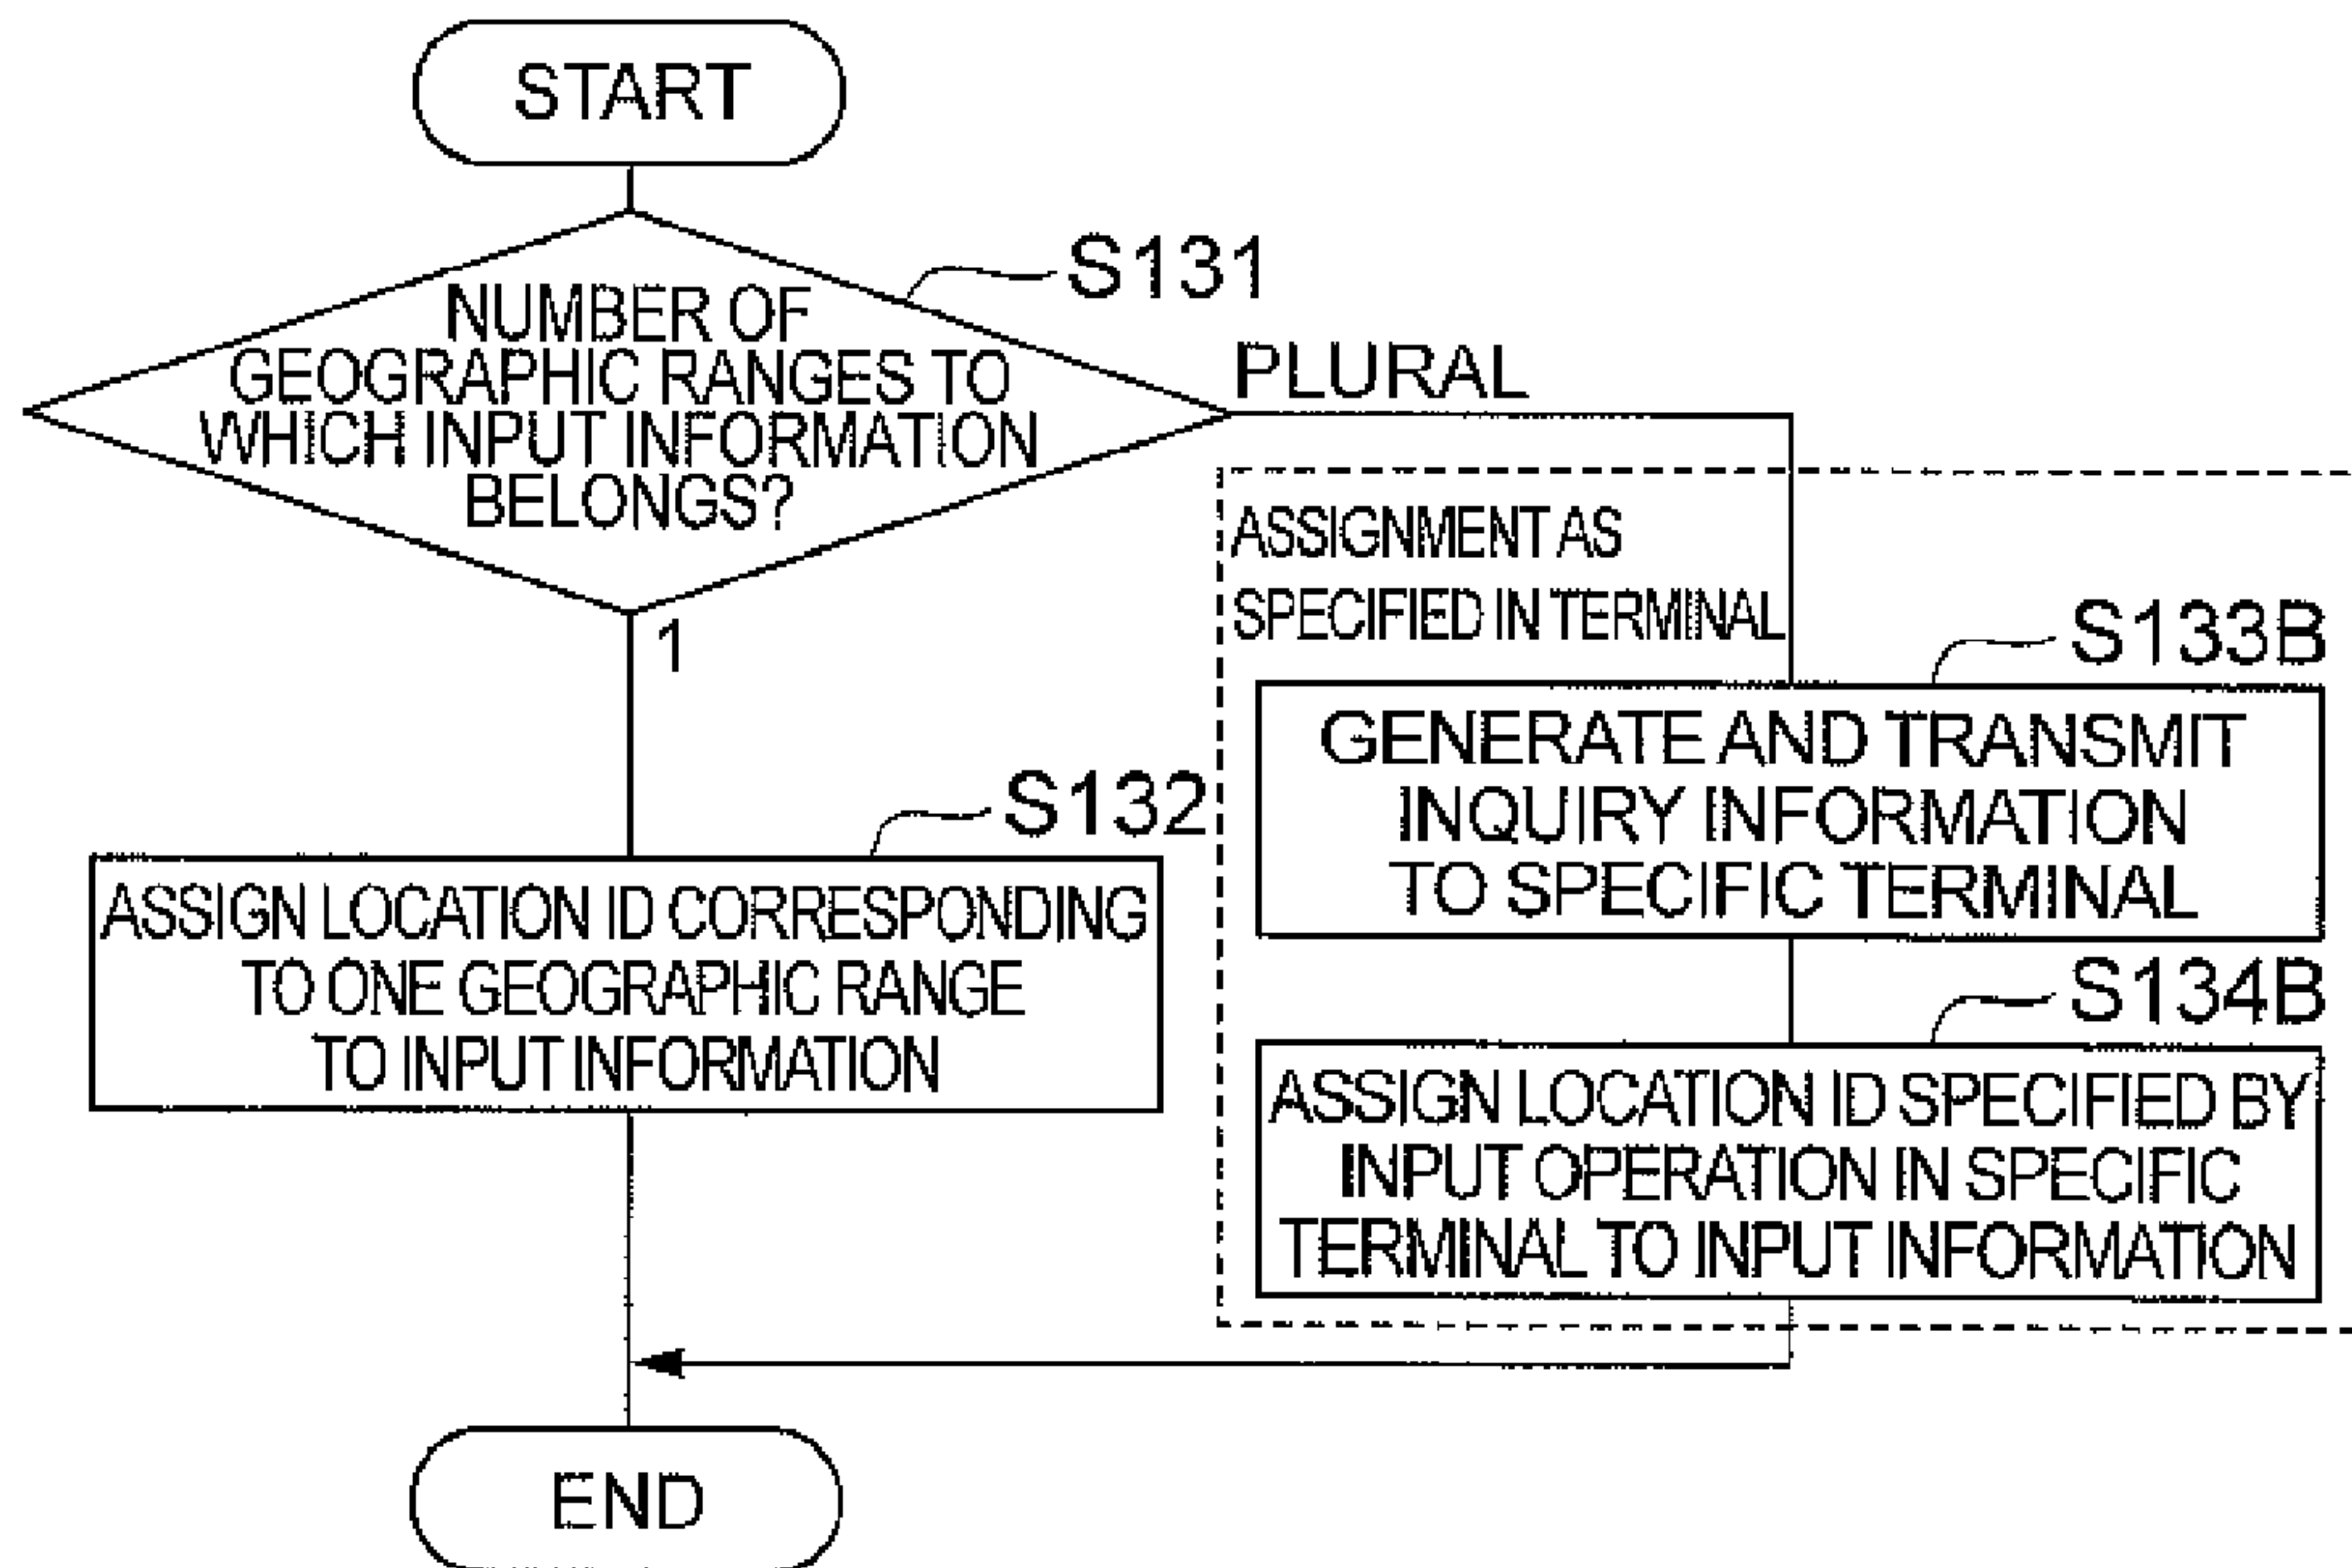 START
S131
NUMBER OF
GEOGRAPHIC RANGES TO
WHICH INPUT INFORMATION
BELONGS?
PLURAL
1
ASSIGNMENT AS
SPECIFIED IN TERMINAL
S133B
GENERATE AND TRANSMIT
INQUIRY INFORMATION
TO SPECIFIC TERMINAL
S132
ASSIGN LOCATION ID CORRESPONDING
TO ONE GEOGRAPHIC RANGE
TO INPUT INFORMATION
S134B
ASSIGN LOCATION ID SPECIFIED BY
INPUT OPERATION IN SPECIFIC
TERMINAL TO INPUT INFORMATION
END